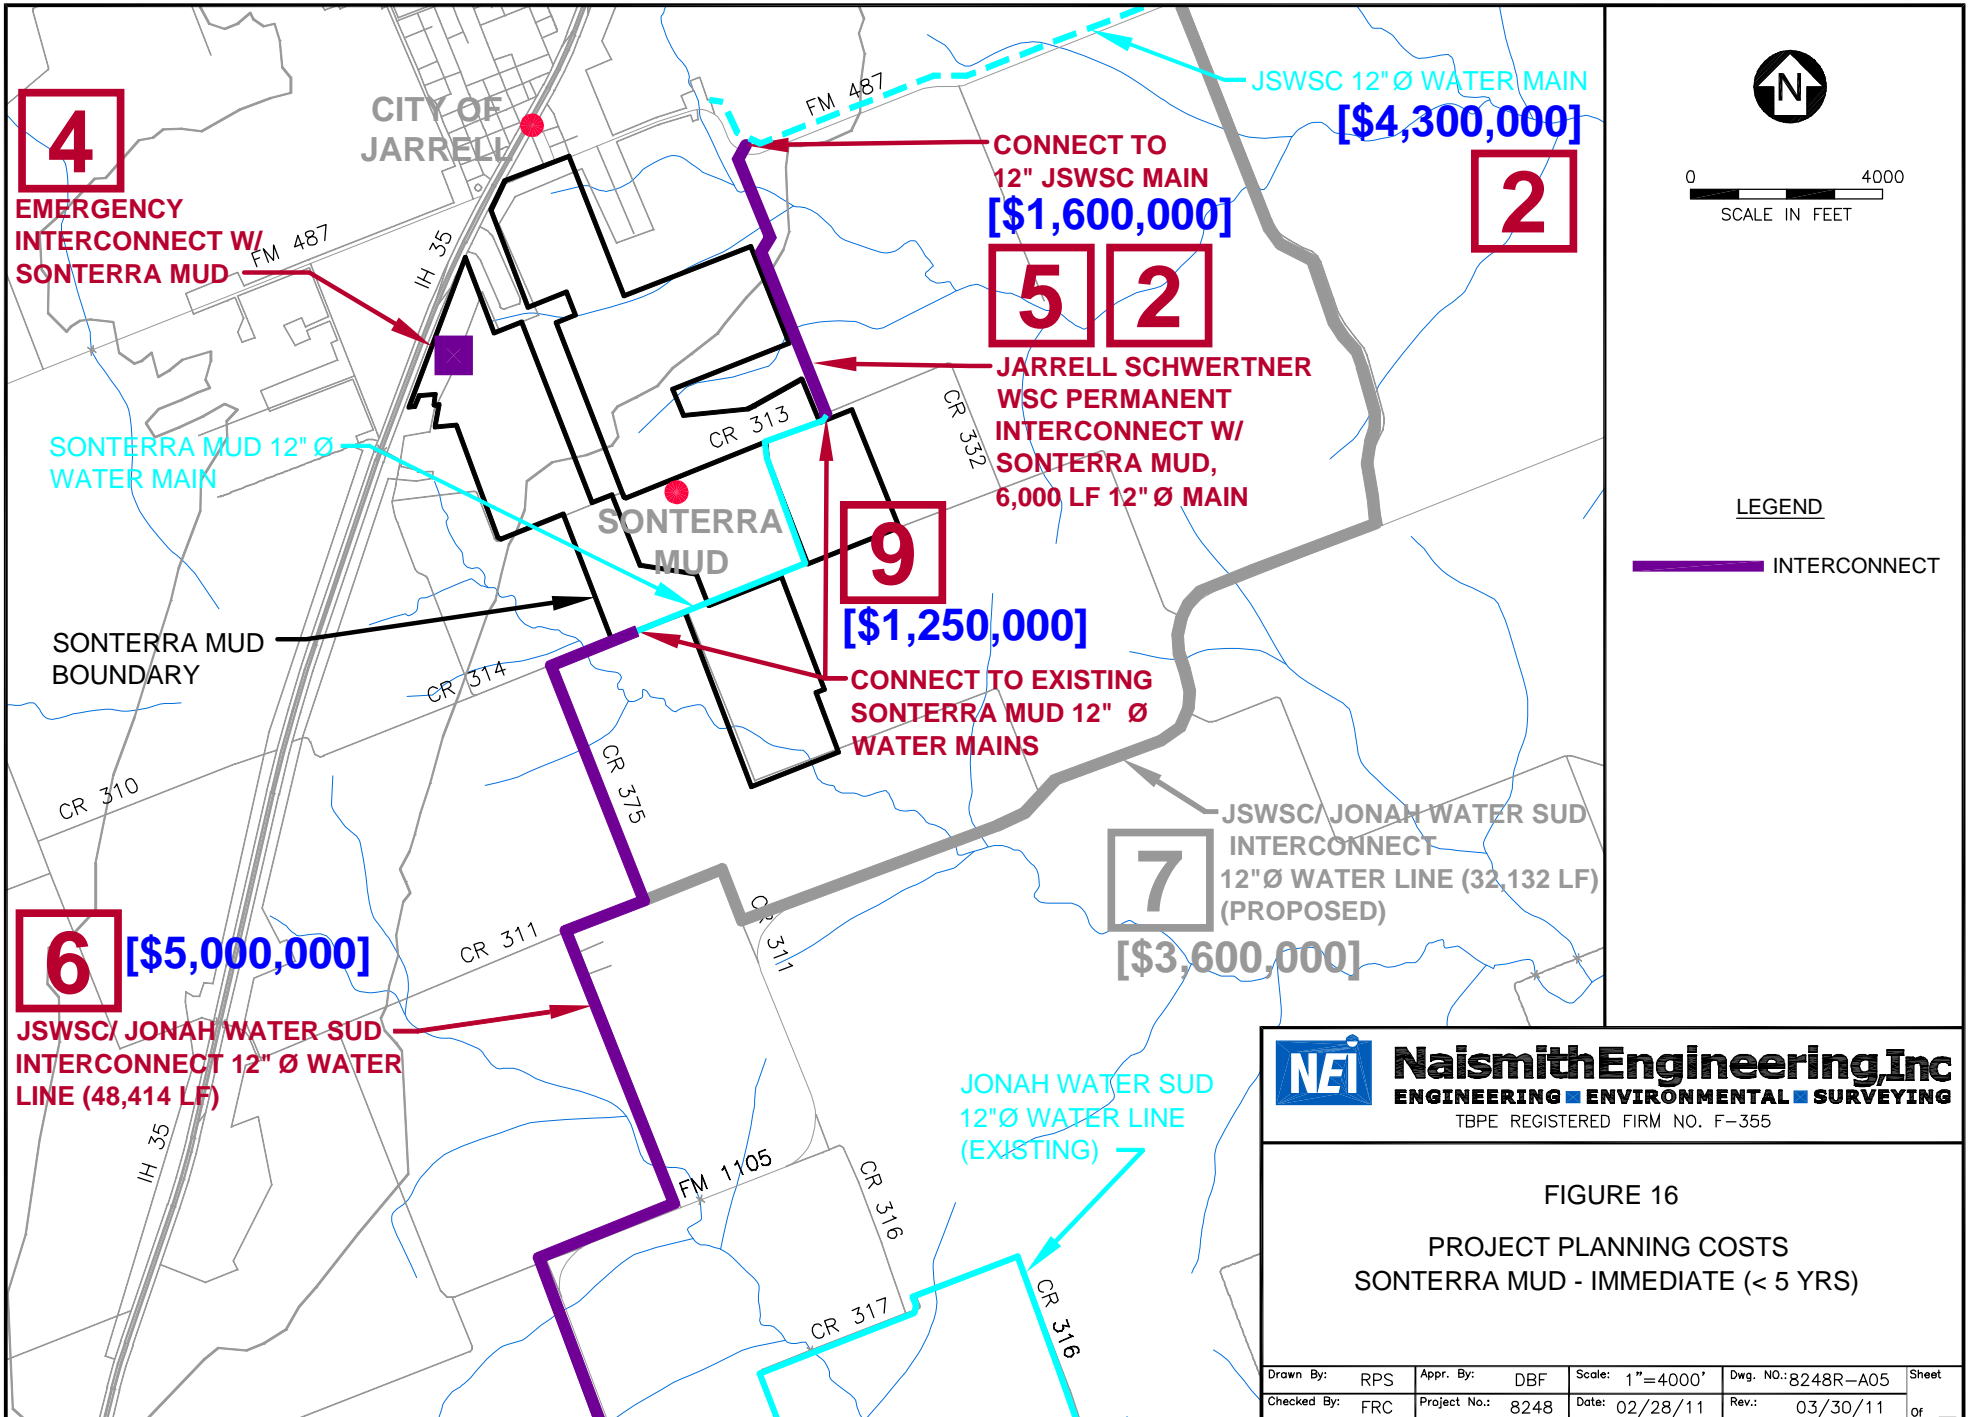 CITY OF
JARRELL
FM 487
JSWSC 12" Ø WATER MAIN
[$4,300,000]
2
4
EMERGENCY
INTERCONNECT W/
SONTERRA MUD
FM 487
IH 35
CONNECT TO
12" JSWSC MAIN
[$1,600,000]
5
2
JARRELL SCHWERTNER
WSC PERMANENT
INTERCONNECT W/
SONTERRA MUD,
6,000 LF 12" Ø MAIN
CR 332
CR 313
SONTERRA MUD 12" Ø
WATER MAIN
SONTERRA
MUD
9
[$1,250,000]
CONNECT TO EXISTING
SONTERRA MUD 12" Ø
WATER MAINS
SONTERRA MUD
BOUNDARY
CR 314
CR 375
CR 310
JSWSC/ JONAH WATER SUD
INTERCONNECT
12"Ø WATER LINE (32,132 LF)
(PROPOSED)
7
[$3,600,000]
CR 311
CR 311
6
[$5,000,000]
JSWSC/ JONAH WATER SUD
INTERCONNECT 12" Ø WATER
LINE (48,414 LF)
IH 35
FM 1105
CR 316
JONAH WATER SUD
12"Ø WATER LINE
(EXISTING)
CR 317
CR 316
N
0 4000
SCALE IN FEET
LEGEND
INTERCONNECT
NEI
NaismithEngineering,Inc
ENGINEERING ENVIRONMENTAL SURVEYING
TBPE REGISTERED FIRM NO. F-355
FIGURE 16
PROJECT PLANNING COSTS
SONTERRA MUD - IMMEDIATE (< 5 YRS)
Drawn By: RPS Appr. By: DBF Scale: 1"=4000' Dwg. NO.: 8248R-A05 Sheet
Checked By: FRC Project No.: 8248 Date: 02/28/11 Rev.: 03/30/11 Of